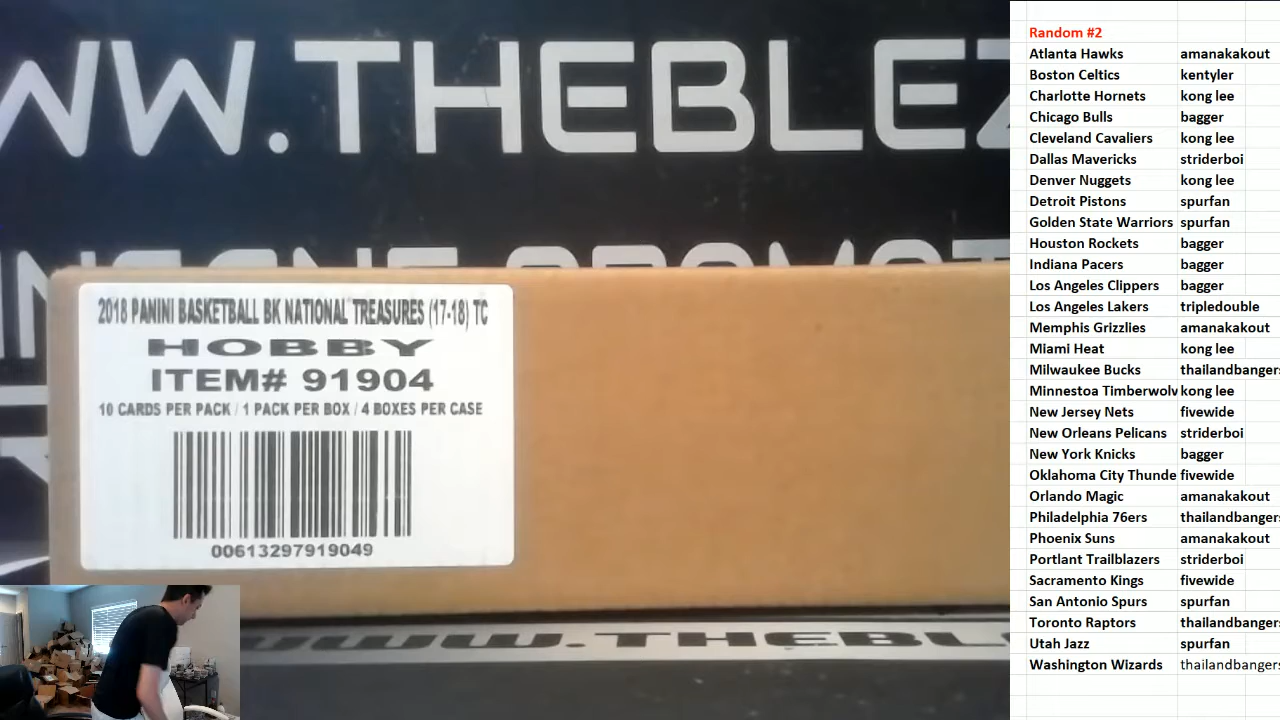 WW.THEBLEZ
2018 PANINI BASKETBALL BK NATIONAL TREASURES (17-18) TC
HOBBY
ITEM# 91904
10 CARDS PER PACK / 1 PACK PER BOX / 4 BOXES PER CASE
00613297919049
WWW.THEBL
Random #2
Atlanta Hawks amanakakout
Boston Celtics kentyler
Charlotte Hornets kong lee
Chicago Bulls bagger
Cleveland Cavaliers kong lee
Dallas Mavericks striderboi
Denver Nuggets kong lee
Detroit Pistons spurfan
Golden State Warriors spurfan
Houston Rockets bagger
Indiana Pacers bagger
Los Angeles Clippers bagger
Los Angeles Lakers tripledouble
Memphis Grizzlies amanakakout
Miami Heat kong lee
Milwaukee Bucks thailandbangers
Minnestoa Timberwolv kong lee
New Jersey Nets fivewide
New Orleans Pelicans striderboi
New York Knicks bagger
Oklahoma City Thunde fivewide
Orlando Magic amanakakout
Philadelphia 76ers thailandbangers
Phoenix Suns amanakakout
Portlant Trailblazers striderboi
Sacramento Kings fivewide
San Antonio Spurs spurfan
Toronto Raptors thailandbangers
Utah Jazz spurfan
Washington Wizards thailandbangers